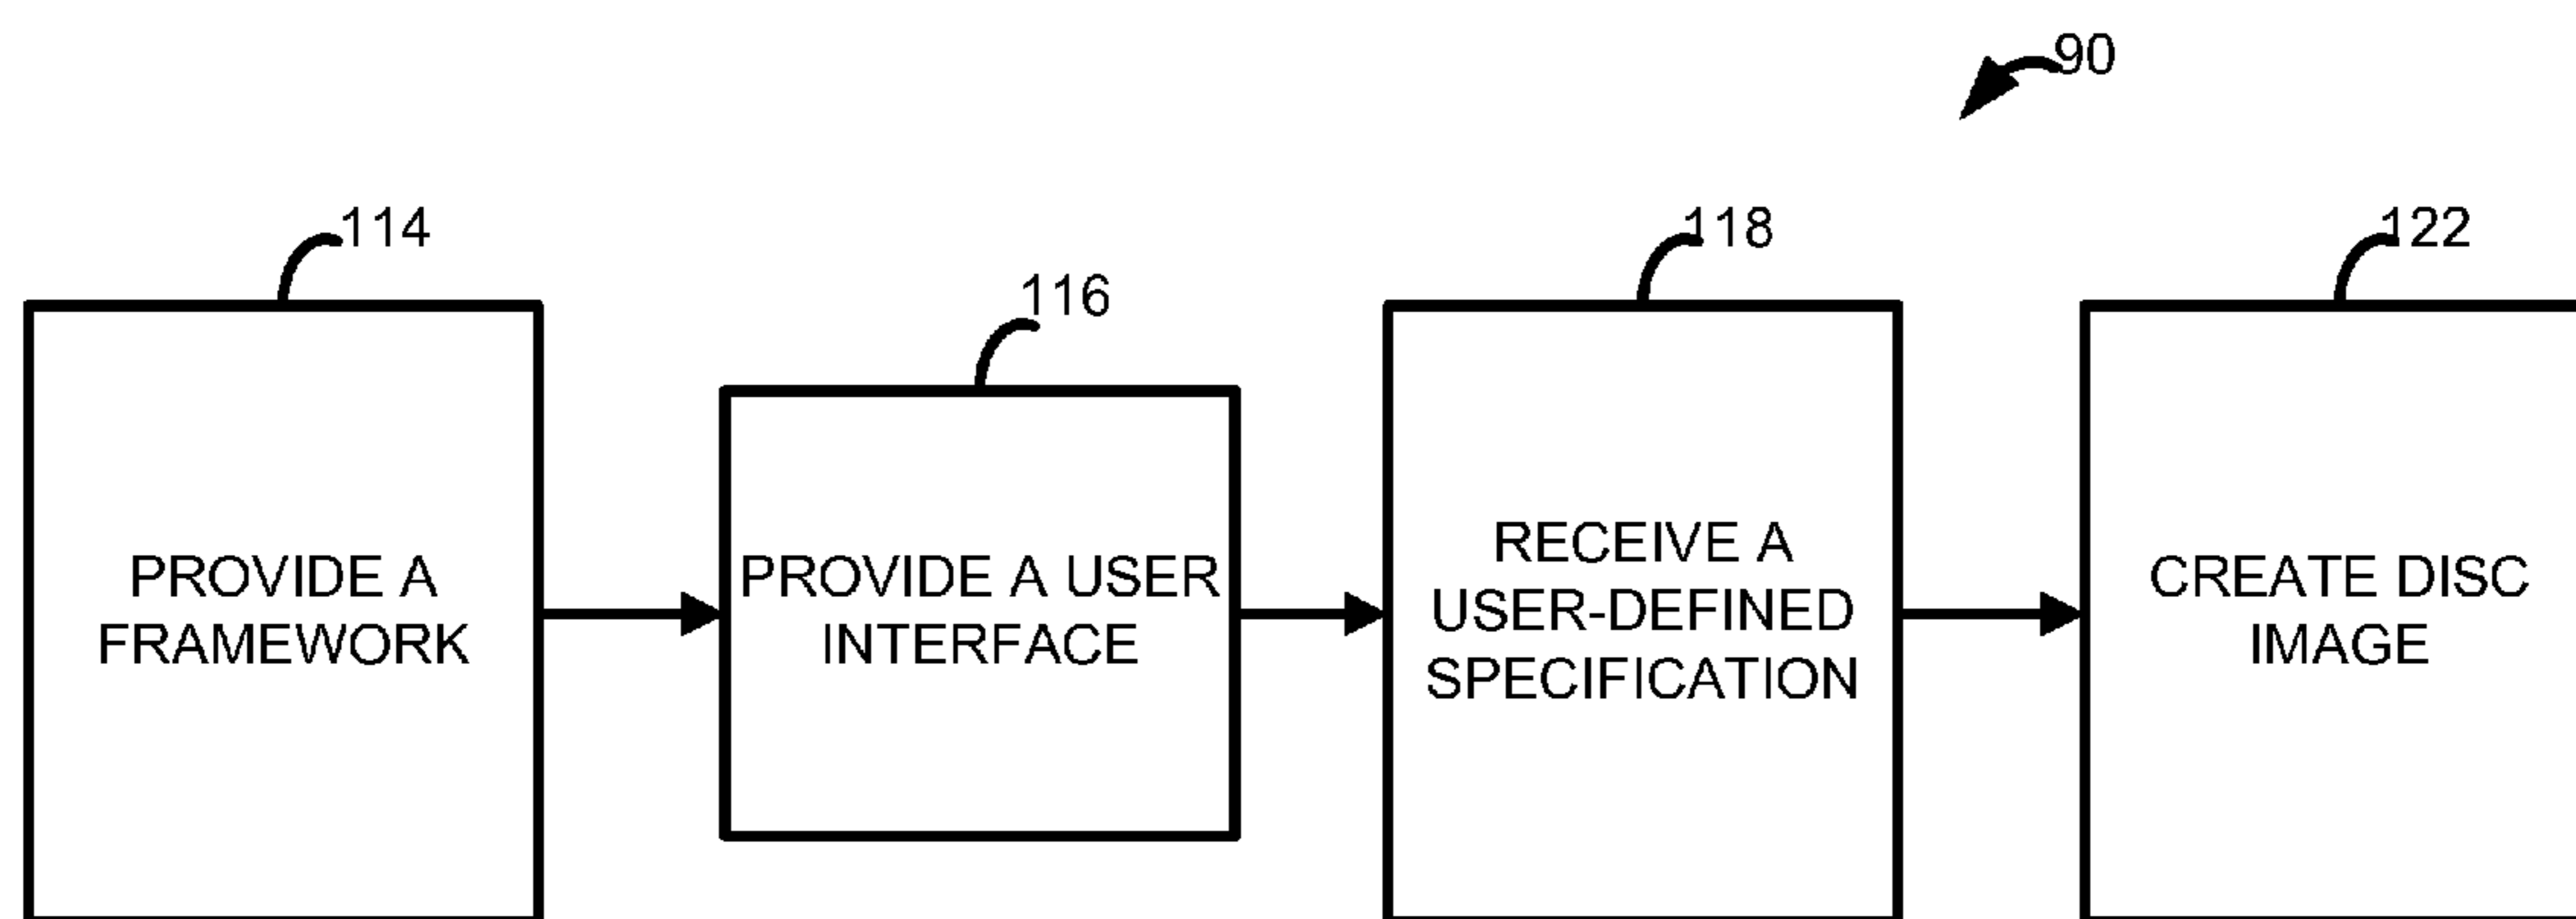 90
114
116
118
122
PROVIDE A
FRAMEWORK
PROVIDE A USER
INTERFACE
RECEIVE A
USER-DEFINED
SPECIFICATION
CREATE DISC
IMAGE